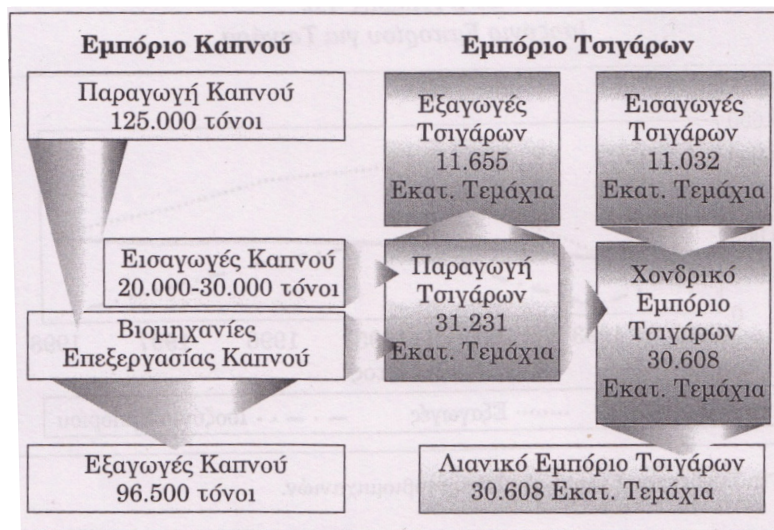 Εμπόριο Καπνού
Εμπόριο Τσιγάρων
Παραγωγή Καπνού
125.000 τόνοι
Εξαγωγές
Τσιγάρων
11.655
Εκατ. Τεμάχια
Εισαγωγές
Τσιγάρων
11.032
Εκατ. Τεμάχια
Εισαγωγές Καπνού
20.000-30.000 τόνοι
Παραγωγή
Τσιγάρων
31.231
Εκατ. Τεμάχια
Χονδρικό
Εμπόριο
Τσιγάρων
30.608
Εκατ. Τεμάχια
Βιομηχανίες
Επεξεργασίας Καπνού
Εξαγωγές Καπνού
96.500 τόνοι
Λιανικό Εμπόριο Τσιγάρων
30.608 Εκατ. Τεμάχια